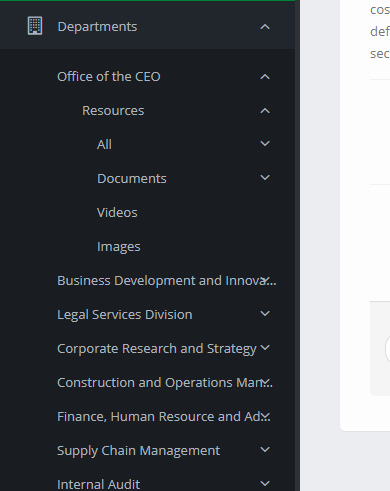 Departments
Office of the CEO
Resources
All
Documents
Videos
Images
Business Development and Innova...
Legal Services Division
Corporate Research and Strategy
Construction and Operations Man...
Finance, Human Resource and Ad...
Supply Chain Management
Internal Audit
cos
def
sec